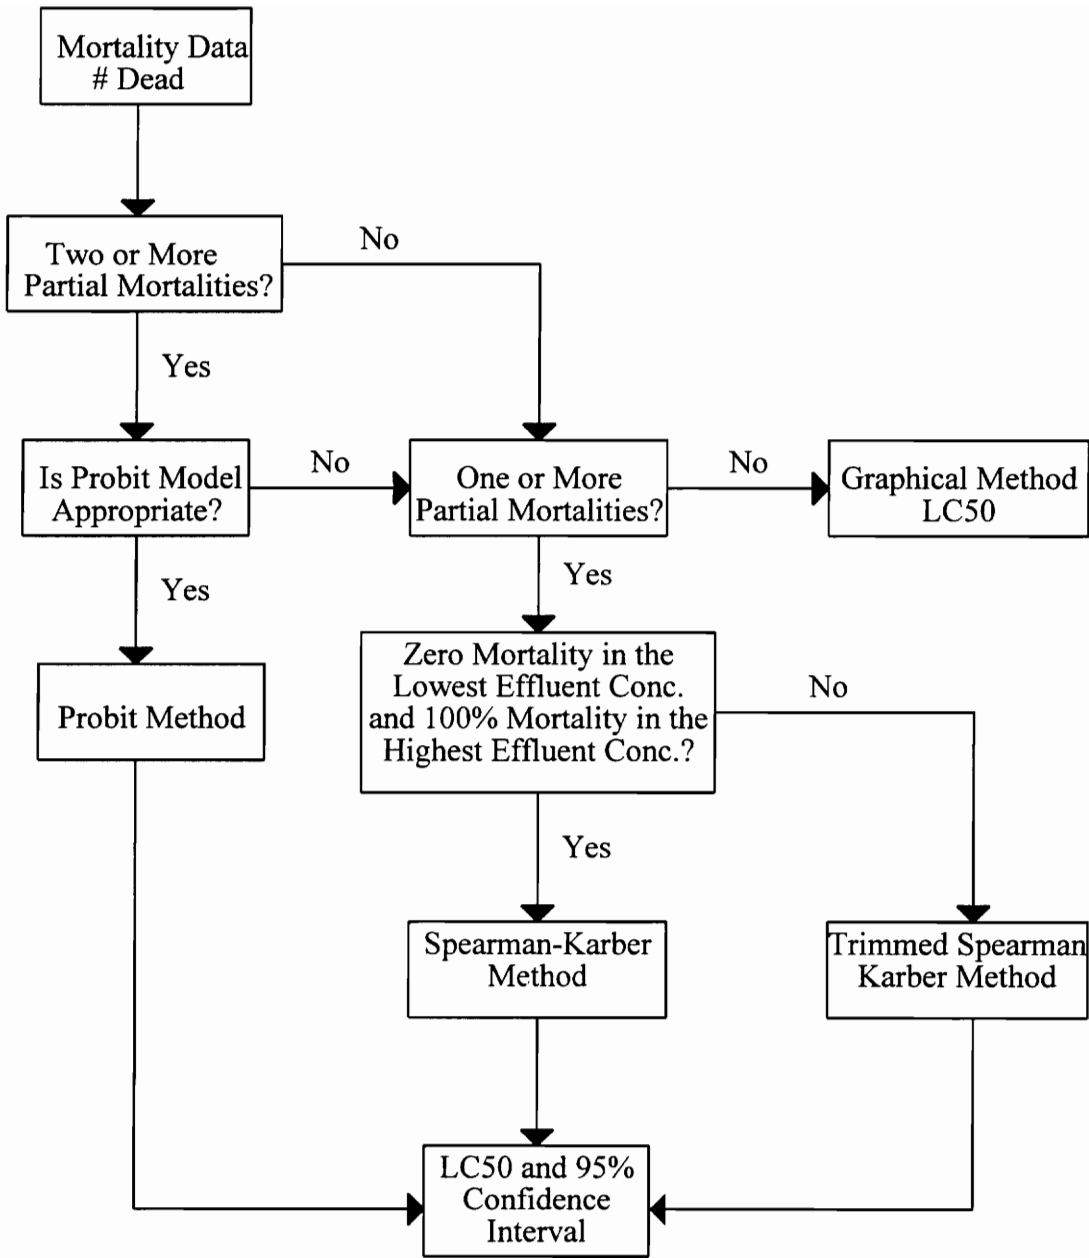 Mortality Data
# Dead
Two or More
Partial Mortalities?
No
Yes
Is Probit Model
Appropriate?
No
One or More
Partial Mortalities?
No
Graphical Method
LC50
Yes
Yes
Probit Method
Zero Mortality in the
Lowest Effluent Conc.
and 100% Mortality in the
Highest Effluent Conc.?
No
Yes
Spearman-Karber
Method
Trimmed Spearman
Karber Method
LC50 and 95%
Confidence
Interval